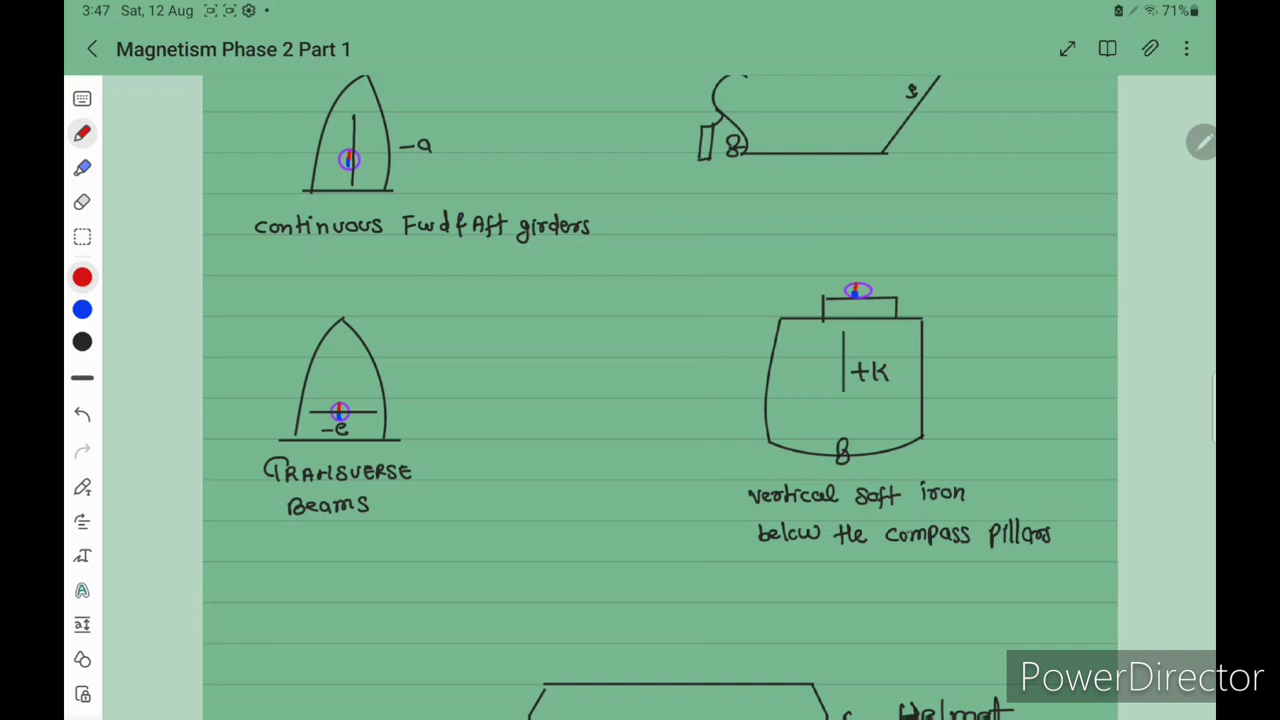 3:47 Sat, 12 Aug
71%
Magnetism Phase 2 Part 1
-a
continuous Fwd & Aft girders
+k
-e
TRANSVERSE
Beams
vertical soft iron
below the compass pillars
Helmet
PowerDirector